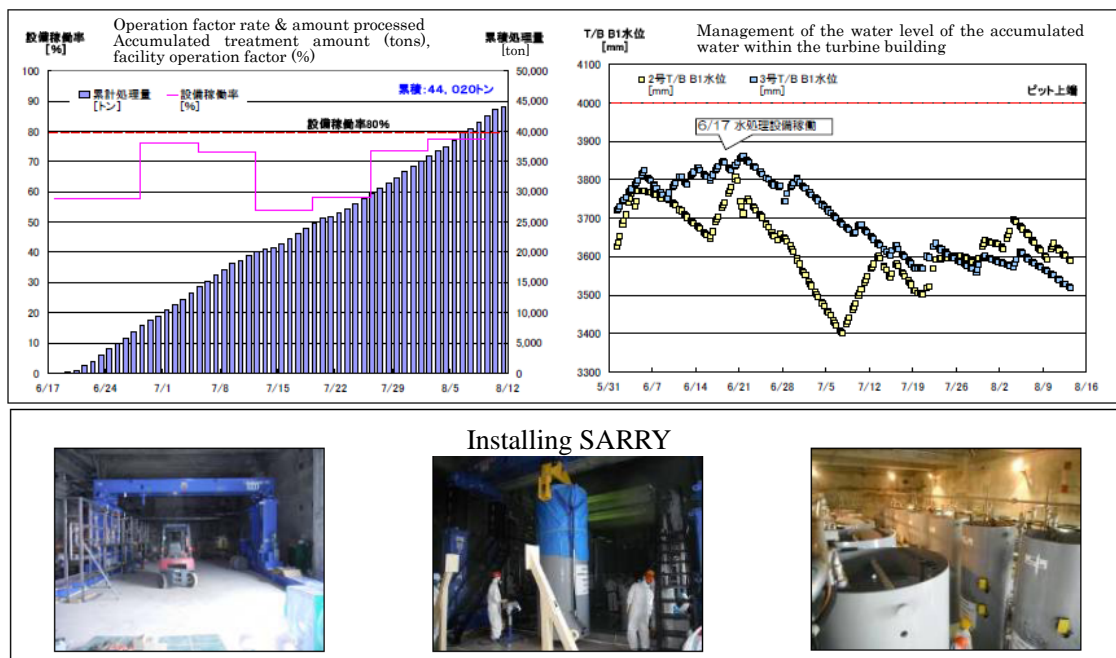 Operation factor rate & amount processed
Accumulated treatment amount (tons),
facility operation factor (%)
設備稼働率
[%]
累積処理量
[ton]
累計処理量
[トン]
設備稼働率
[%]
累積:44,020トン
設備稼働率80%
100
90
80
70
60
50
40
30
20
10
0
50,000
45,000
40,000
35,000
30,000
25,000
20,000
15,000
10,000
5,000
0
6/17 6/24 7/1 7/8 7/15 7/22 7/29 8/5 8/12
T/B B1水位
[mm]
Management of the water level of the accumulated
water within the turbine building
2号T/B B1水位
[mm]
3号T/B B1水位
[mm]
ピット上端
6/17 水処理設備稼働
4100
4000
3900
3800
3700
3600
3500
3400
3300
5/31 6/7 6/14 6/21 6/28 7/5 7/12 7/19 7/26 8/2 8/9 8/16
Installing SARRY